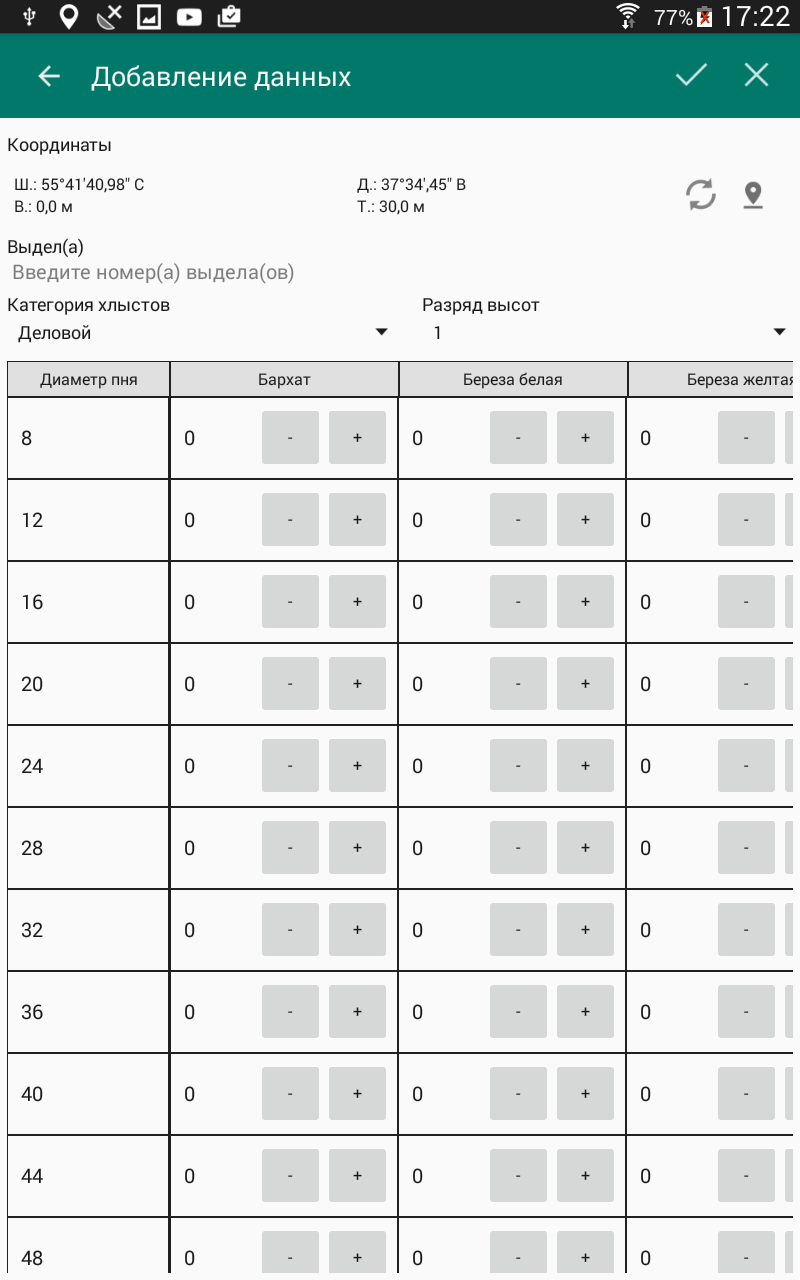 77% 17:22
Добавление данных
Координаты
Ш.: 55°41'40,98" С Д.: 37°34',45" В
В.: 0,0 м Т.: 30,0 м
Выдел(а)
Введите номер(а) выдела(ов)
Категория хлыстов Разряд высот
Деловой 1
Диаметр пня Бархат Береза белая Береза желтая
8 0 - + 0 - + 0 -
12 0 - + 0 - + 0 -
16 0 - + 0 - + 0 -
20 0 - + 0 - + 0 -
24 0 - + 0 - + 0 -
28 0 - + 0 - + 0 -
32 0 - + 0 - + 0 -
36 0 - + 0 - + 0 -
40 0 - + 0 - + 0 -
44 0 - + 0 - + 0 -
48 0 - + 0 - + 0 -